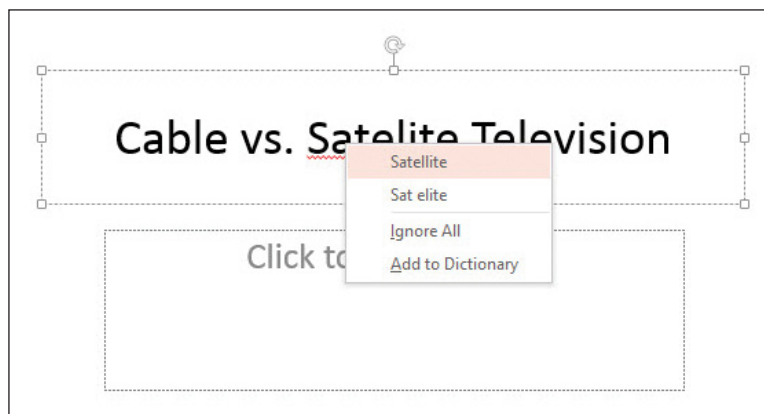 Cable vs. Satelite Television
Satellite
Sat elite
Ignore All
Add to Dictionary
Click to